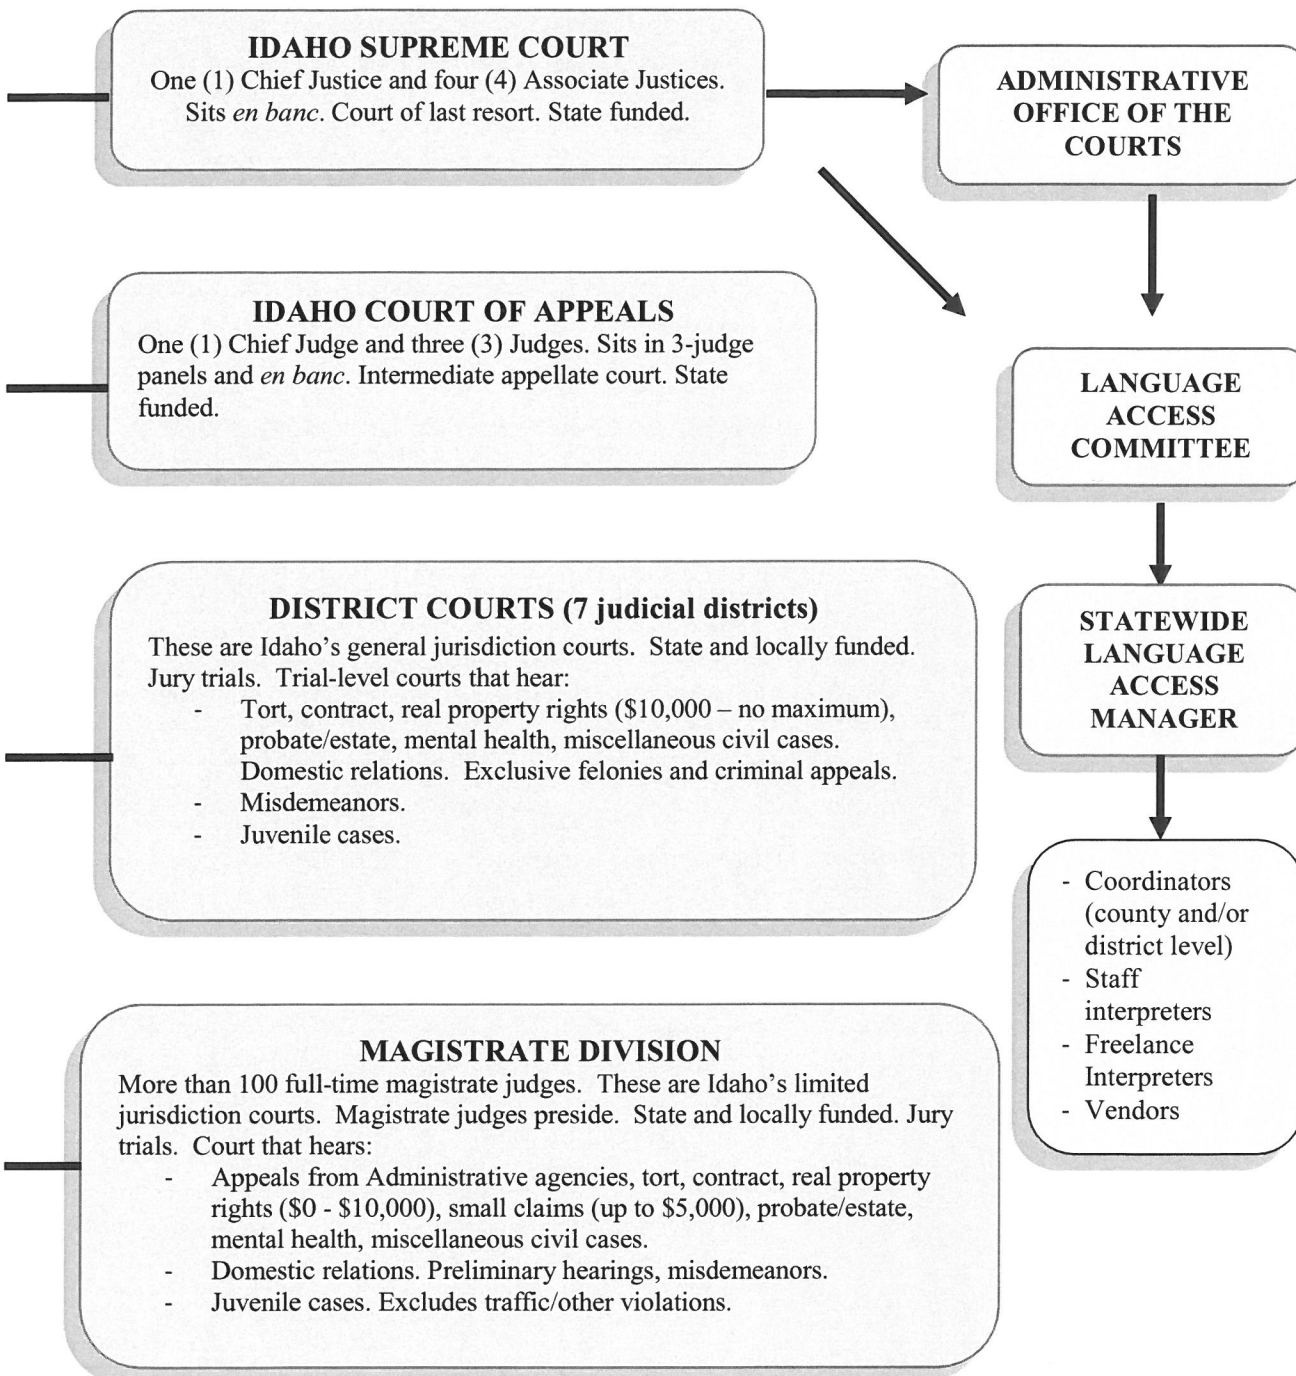 IDAHO SUPREME COURT
One (1) Chief Justice and four (4) Associate Justices.
Sits en banc. Court of last resort. State funded.
ADMINISTRATIVE
OFFICE OF THE
COURTS
IDAHO COURT OF APPEALS
One (1) Chief Judge and three (3) Judges. Sits in 3-judge
panels and en banc. Intermediate appellate court. State
funded.
LANGUAGE
ACCESS
COMMITTEE
DISTRICT COURTS (7 judicial districts)
These are Idaho's general jurisdiction courts.  State and locally funded.
Jury trials.  Trial-level courts that hear:
- Tort, contract, real property rights ($10,000 – no maximum),
probate/estate, mental health, miscellaneous civil cases.
Domestic relations.  Exclusive felonies and criminal appeals.
- Misdemeanors.
- Juvenile cases.
STATEWIDE
LANGUAGE
ACCESS
MANAGER
- Coordinators
(county and/or
district level)
- Staff
interpreters
- Freelance
Interpreters
- Vendors
MAGISTRATE DIVISION
More than 100 full-time magistrate judges.  These are Idaho's limited
jurisdiction courts.  Magistrate judges preside.  State and locally funded. Jury
trials.  Court that hears:
- Appeals from Administrative agencies, tort, contract, real property
rights ($0 - $10,000), small claims (up to $5,000), probate/estate,
mental health, miscellaneous civil cases.
- Domestic relations. Preliminary hearings, misdemeanors.
- Juvenile cases. Excludes traffic/other violations.